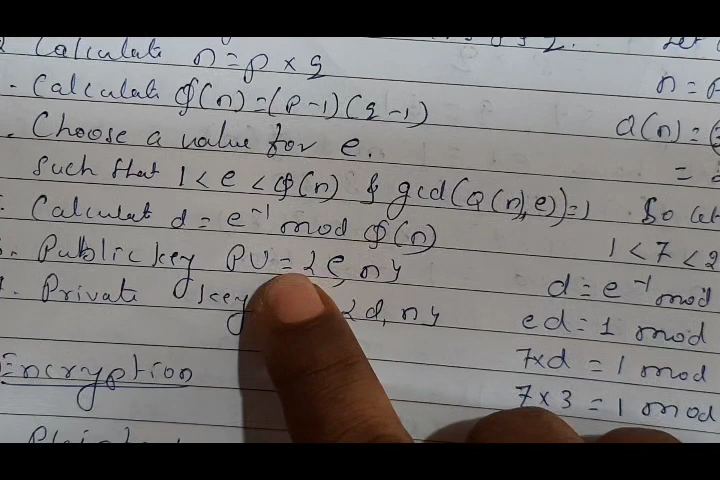 Calculate n = p × q
. Calculate φ(n) = (p-1)(q-1)
. Choose a value for e.
Such that 1 < e < φ(n) & gcd(φ(n), e) = 1
Calculate d = e⁻¹ mod φ(n)
. Public key PU = {e, n}
. Private key {d, n}
Encryption
n =
Q(n) =
=
So let
1 < 7 < 2
d = e⁻¹ mod
ed = 1 mod
7×d = 1 mod
7×3 = 1 mod